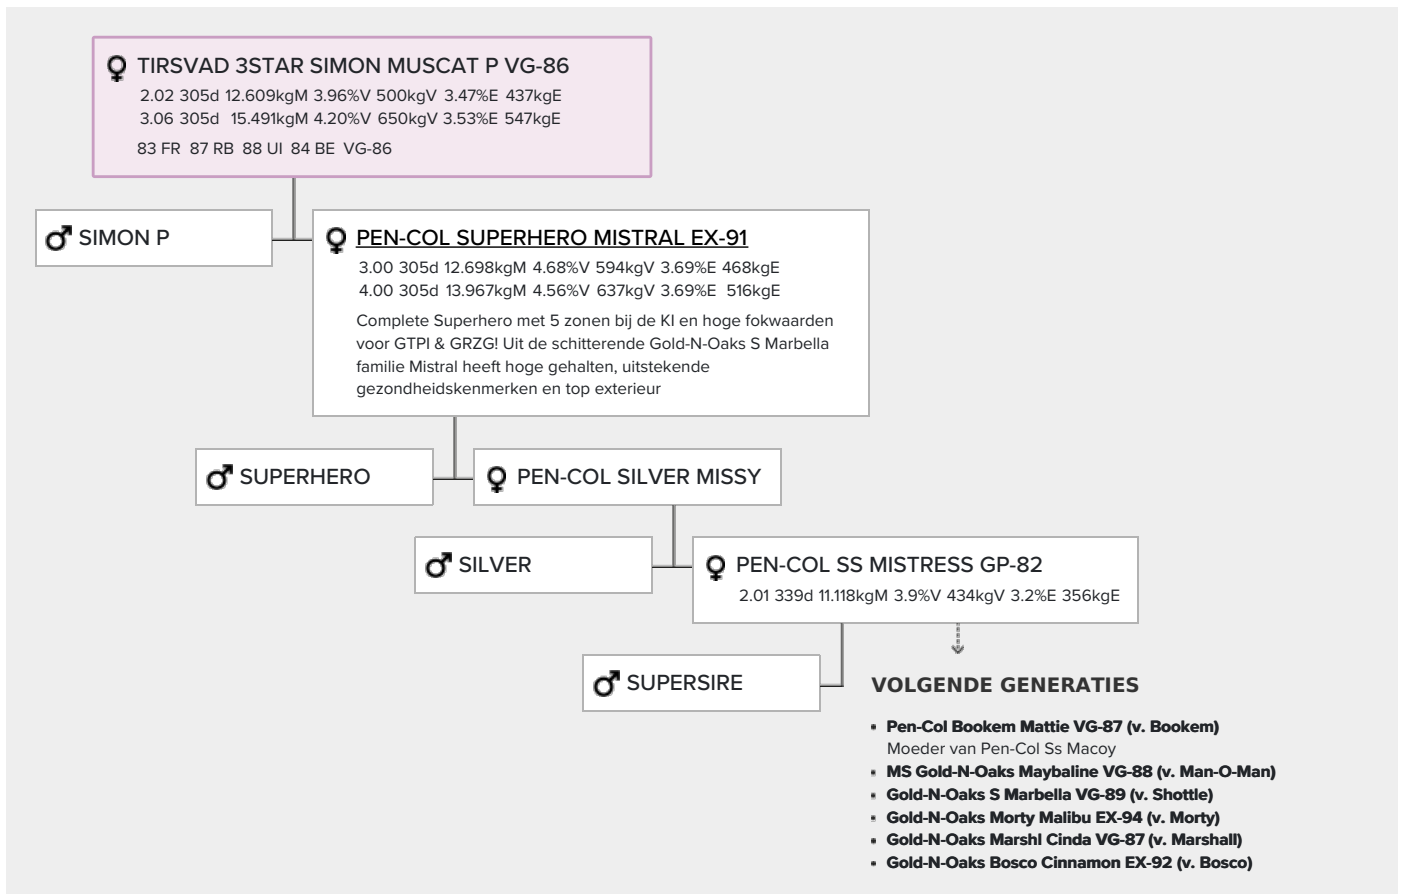 TIRSVAD 3STAR SIMON MUSCAT P VG-86
2.02 305d 12.609kgM 3.96%V 500kgV 3.47%E 437kgE
3.06 305d 15.491kgM 4.20%V 650kgV 3.53%E 547kgE
83 FR 87 RB 88 UI 84 BE VG-86
SIMON P
PEN-COL SUPERHERO MISTRAL EX-91
3.00 305d 12.698kgM 4.68%V 594kgV 3.69%E 468kgE
4.00 305d 13.967kgM 4.56%V 637kgV 3.69%E 516kgE
Complete Superhero met 5 zonen bij de KI en hoge fokwaarden
voor GTPI & GRZG! Uit de schitterende Gold-N-Oaks S Marbella
familie Mistral heeft hoge gehalten, uitstekende
gezondheidskenmerken en top exterieur
SUPERHERO
PEN-COL SILVER MISSY
SILVER
PEN-COL SS MISTRESS GP-82
2.01 339d 11.118kgM 3.9%V 434kgV 3.2%E 356kgE
SUPERSIRE
VOLGENDE GENERATIES
Pen-Col Bookem Mattie VG-87 (v. Bookem)
Moeder van Pen-Col Ss Macoy
MS Gold-N-Oaks Maybaline VG-88 (v. Man-O-Man)
Gold-N-Oaks S Marbella VG-89 (v. Shottle)
Gold-N-Oaks Morty Malibu EX-94 (v. Morty)
Gold-N-Oaks Marshl Cinda VG-87 (v. Marshall)
Gold-N-Oaks Bosco Cinnamon EX-92 (v. Bosco)